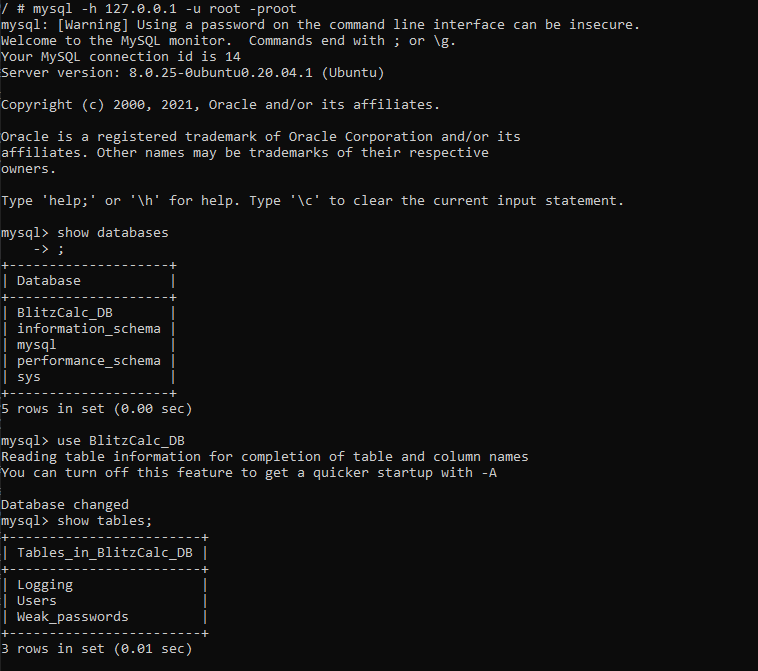 / # mysql -h 127.0.0.1 -u root -proot
mysql: [Warning] Using a password on the command line interface can be insecure.
Welcome to the MySQL monitor.  Commands end with ; or \g.
Your MySQL connection id is 14
Server version: 8.0.25-0ubuntu0.20.04.1 (Ubuntu)

Copyright (c) 2000, 2021, Oracle and/or its affiliates.

Oracle is a registered trademark of Oracle Corporation and/or its
affiliates. Other names may be trademarks of their respective
owners.

Type 'help;' or '\h' for help. Type '\c' to clear the current input statement.

mysql> show databases
    -> ;
+--------------------+
| Database           |
+--------------------+
| BlitzCalc_DB       |
| information_schema |
| mysql              |
| performance_schema |
| sys                |
+--------------------+
5 rows in set (0.00 sec)

mysql> use BlitzCalc_DB
Reading table information for completion of table and column names
You can turn off this feature to get a quicker startup with -A

Database changed
mysql> show tables;
+------------------------+
| Tables_in_BlitzCalc_DB |
+------------------------+
| Logging                |
| Users                  |
| Weak_passwords         |
+------------------------+
3 rows in set (0.01 sec)